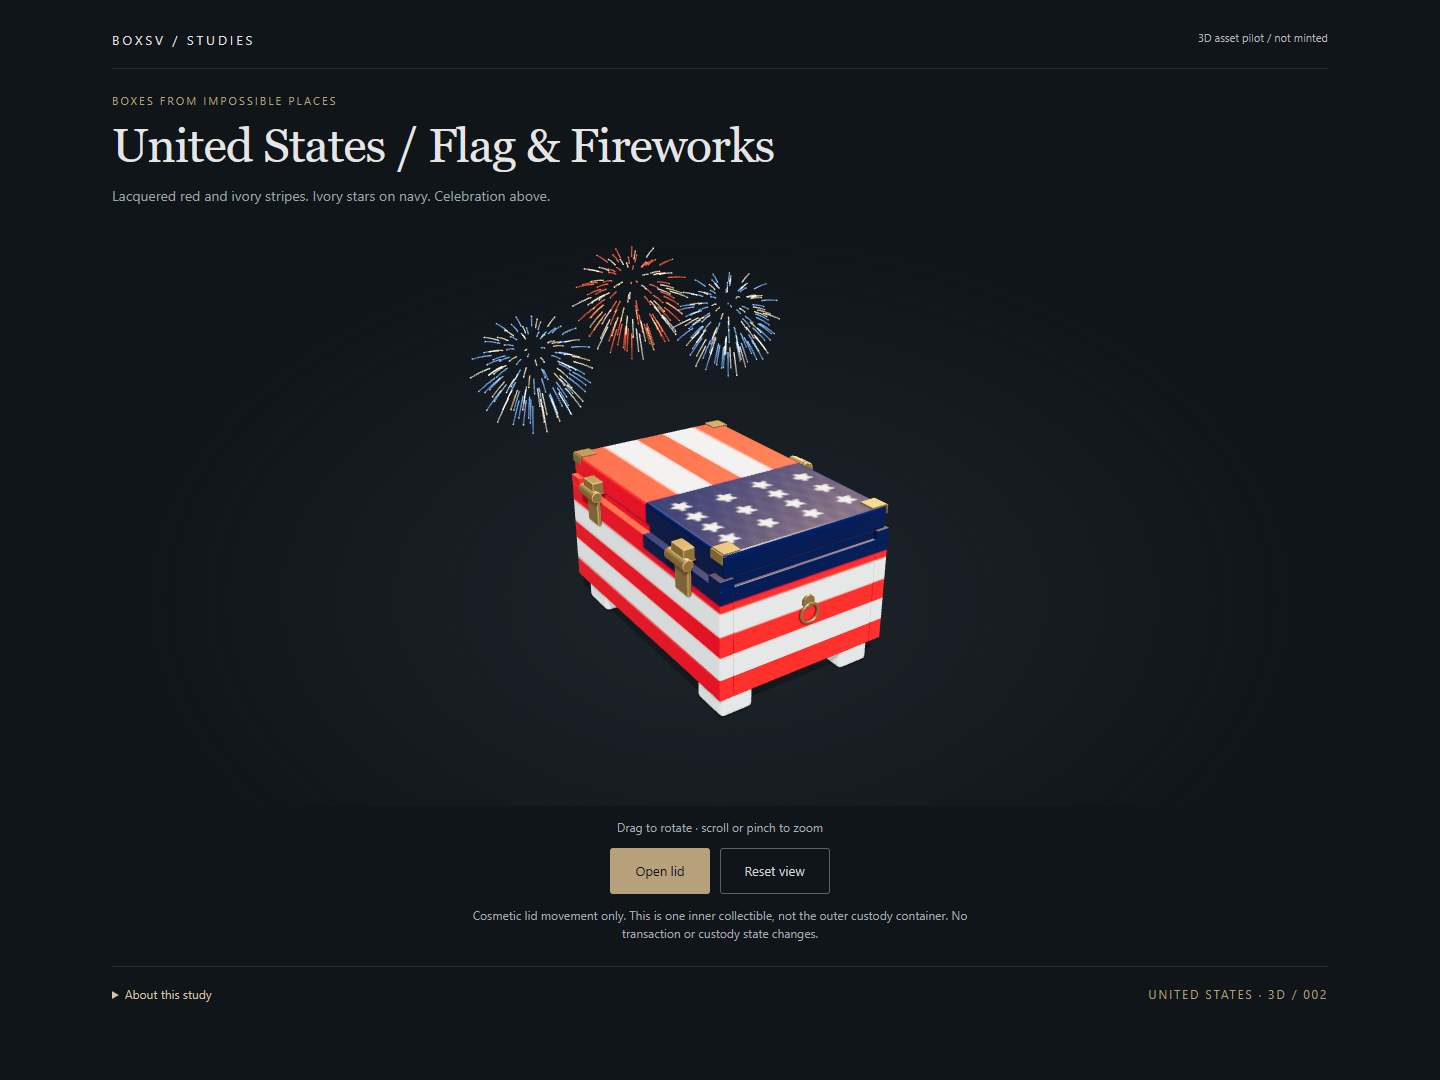 BOXSV / STUDIES
3D asset pilot / not minted
BOXES FROM IMPOSSIBLE PLACES
United States / Flag & Fireworks
Lacquered red and ivory stripes. Ivory stars on navy. Celebration above.
Drag to rotate · scroll or pinch to zoom
Open lid
Reset view
Cosmetic lid movement only. This is one inner collectible, not the outer custody container. No
transaction or custody state changes.
About this study
UNITED STATES · 3D / 002